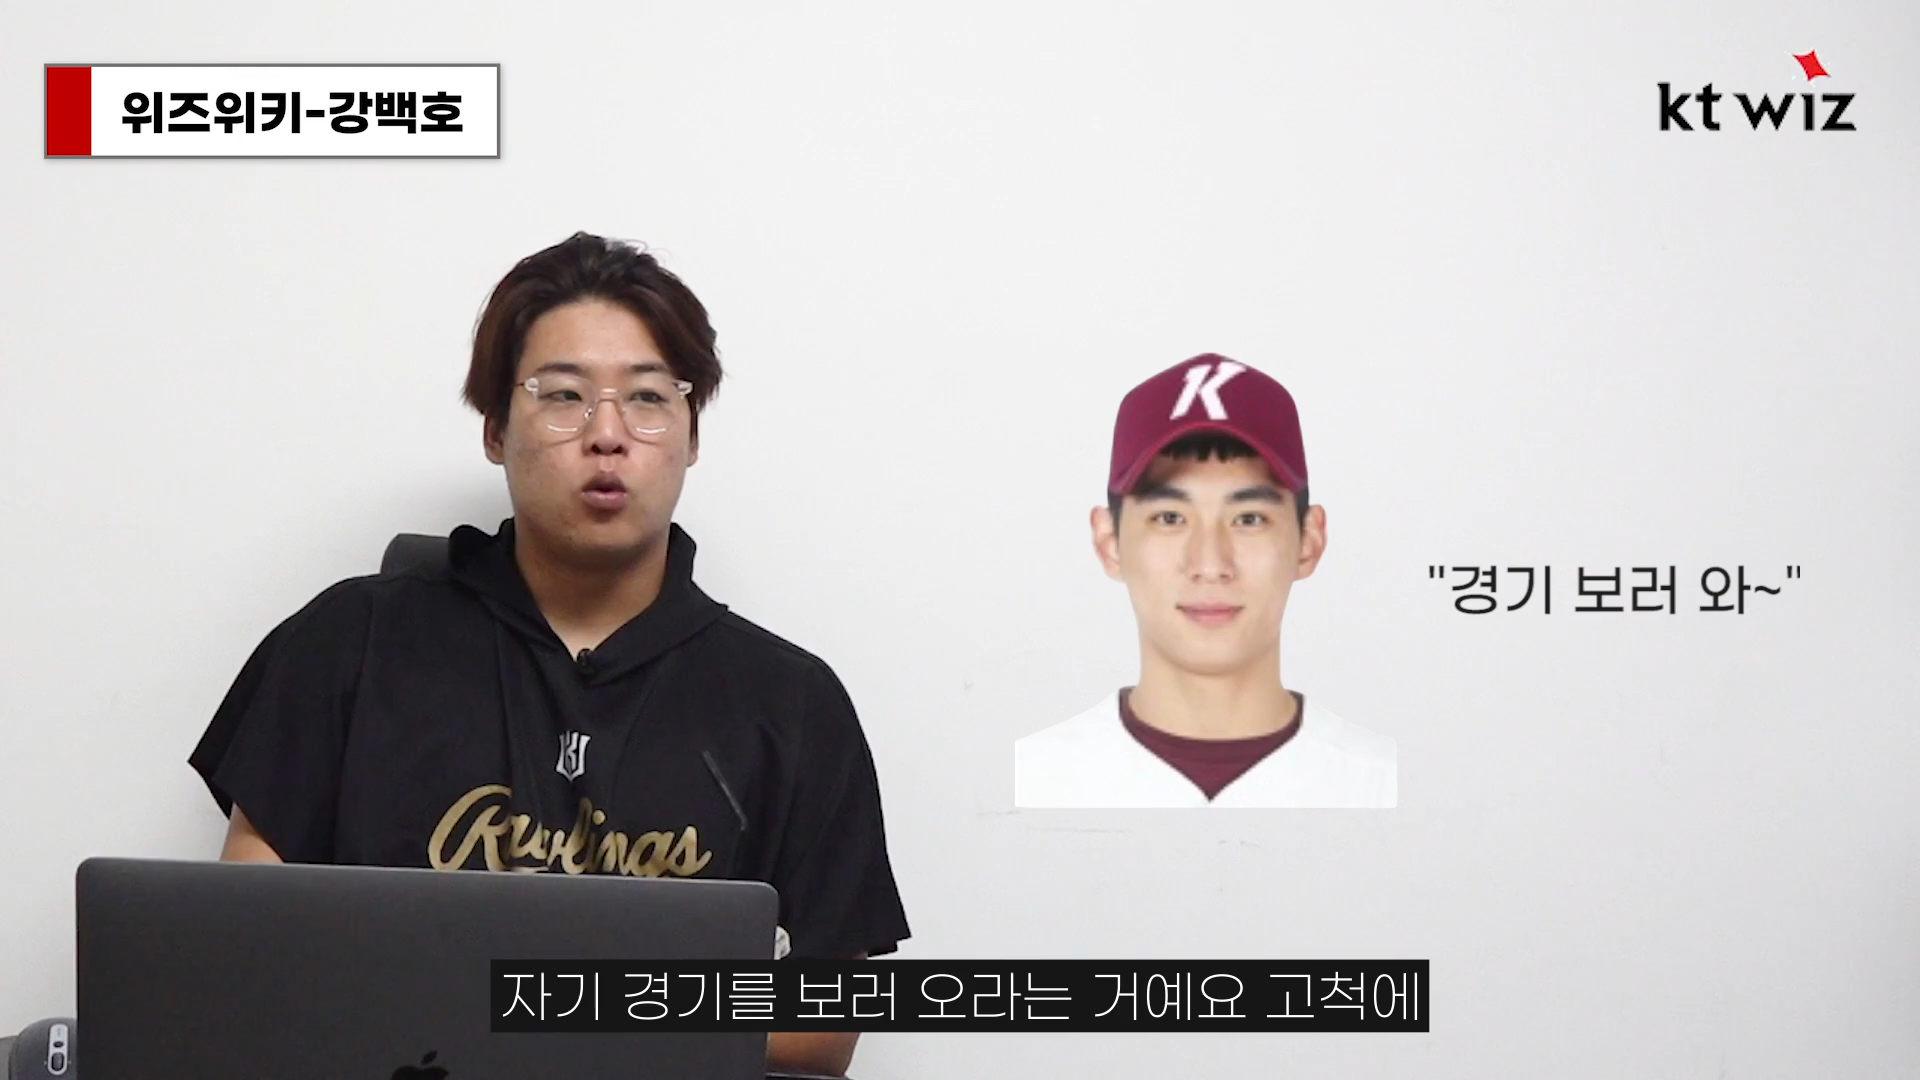 위즈위키-강백호
kt wiz
K
"경기 보러 와~"
Rawlings
자기 경기를 보러 오라는 거예요 고척에